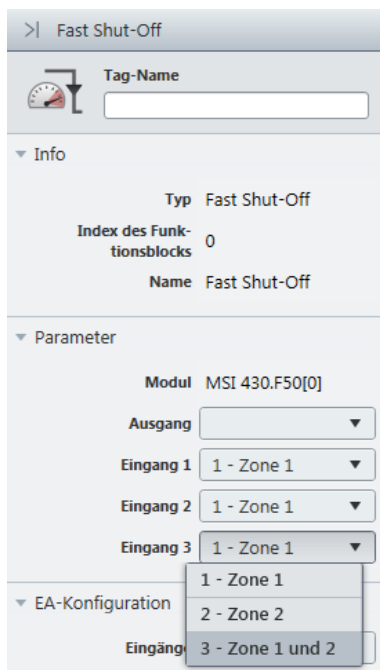 >| Fast Shut-Off
Tag-Name
Info
Typ Fast Shut-Off
Index des Funk-
tionsblocks 0
Name Fast Shut-Off
Parameter
Modul MSI 430.F50[0]
Ausgang
Eingang 1 1 - Zone 1
Eingang 2 1 - Zone 1
Eingang 3 1 - Zone 1
1 - Zone 1
EA-Konfiguration
2 - Zone 2
3 - Zone 1 und 2
Eingäng